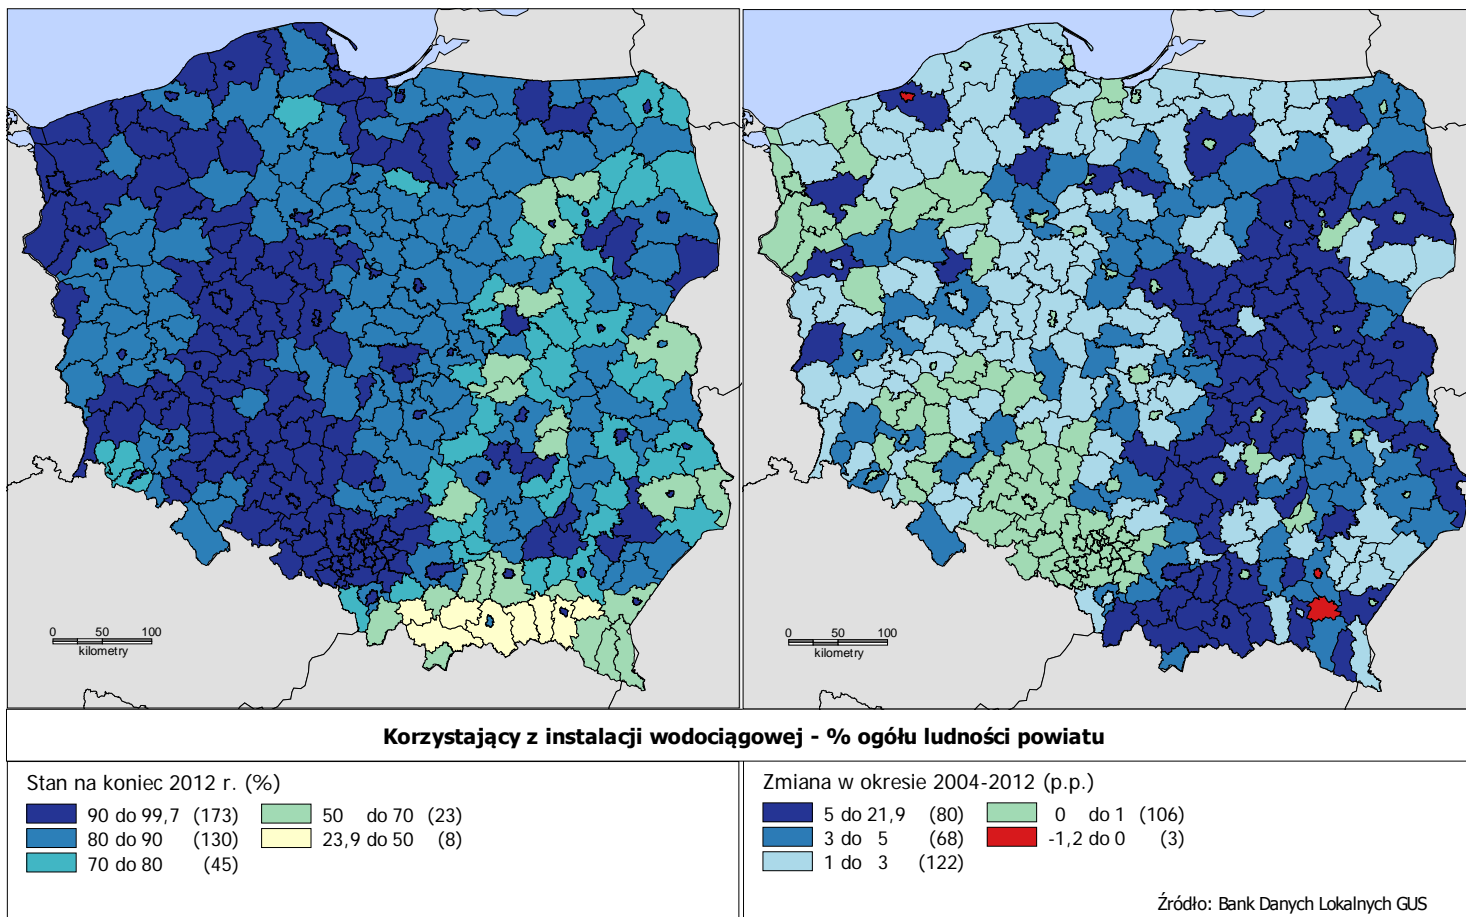 0 50 100
kilometry
0 50 100
kilometry
Korzystający z instalacji wodociągowej - % ogółu ludności powiatu
Stan na koniec 2012 r. (%)
90 do 99,7 (173)
80 do 90 (130)
70 do 80 (45)
50 do 70 (23)
23,9 do 50 (8)
Zmiana w okresie 2004-2012 (p.p.)
5 do 21,9 (80)
3 do 5 (68)
1 do 3 (122)
0 do 1 (106)
-1,2 do 0 (3)
Źródło: Bank Danych Lokalnych GUS